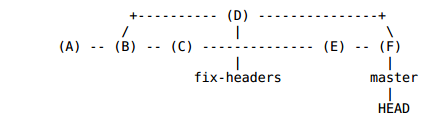 +---------- (D) ---------------+
/ | \
(A) -- (B) -- (C) ------------- (E) -- (F)
| |
fix-headers master
|
HEAD